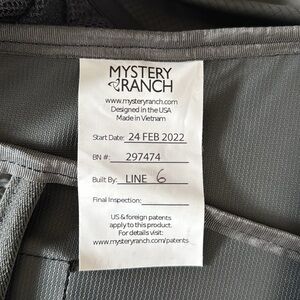 MYSTERY
RANCH
www.mysteryranch.com
Designed in the USA
Made in Vietnam
Start Date: 24 FEB 2022
BN #: 297474
Built By: LINE 6
Final Inspection:
US & foreign patents
apply to this product.
For details visit:
www.mysteryranch.com/patents